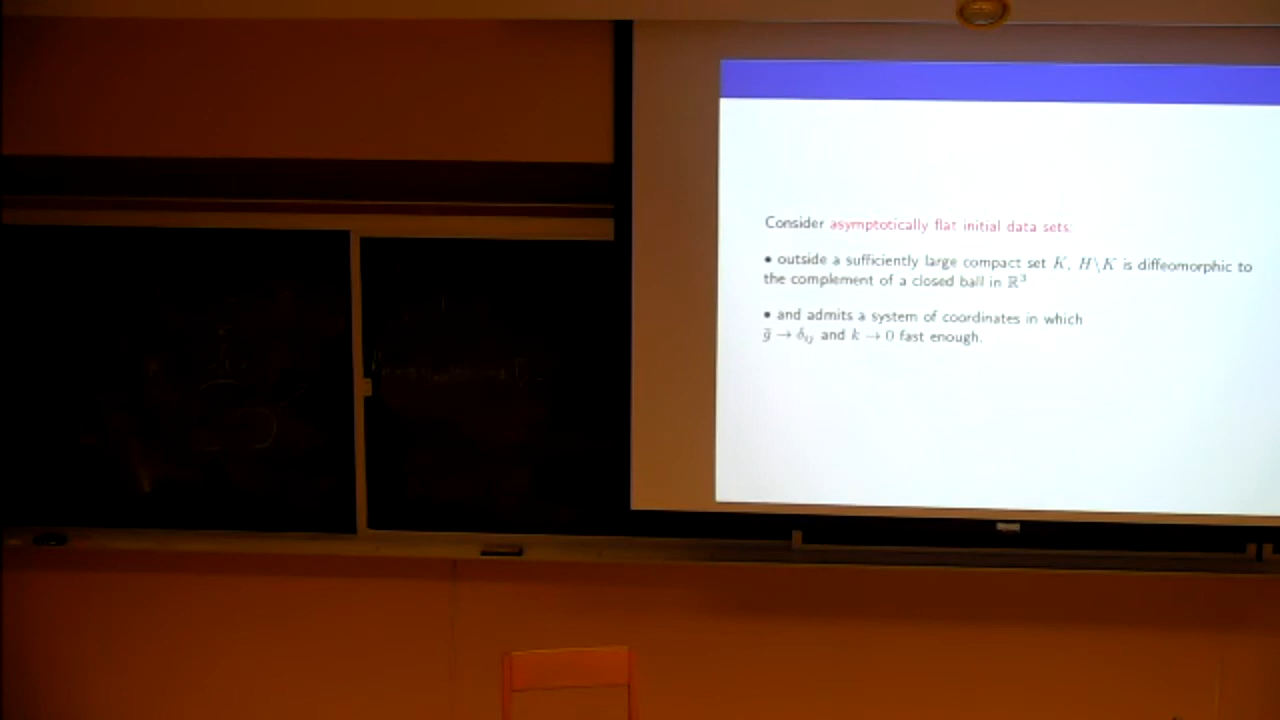 Consider asymptotically flat initial data sets:
• outside a sufficiently large compact set K, H\K is diffeomorphic to
the complement of a closed ball in ℝ³
• and admits a system of coordinates in which
ḡ → δij and k → 0 fast enough.